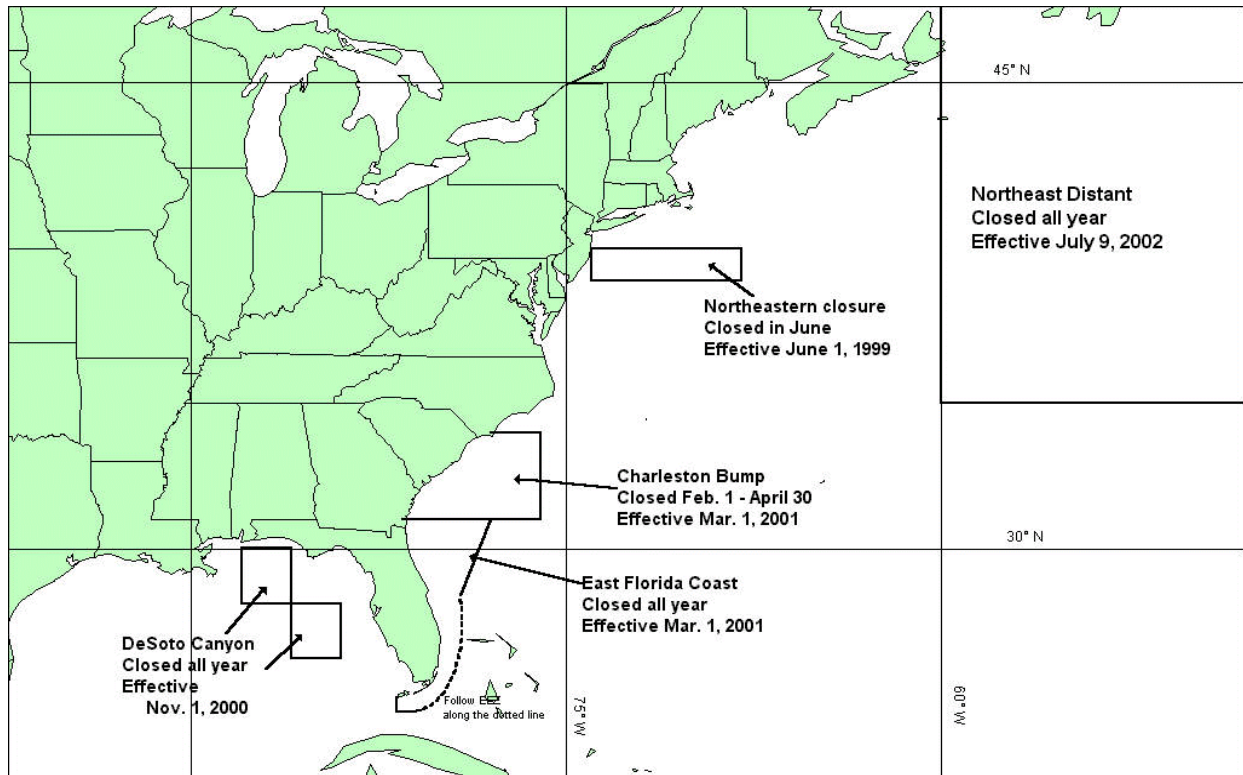 45° N
Northeast Distant
Closed all year
Effective July 9, 2002
Northeastern closure
Closed in June
Effective June 1, 1999
Charleston Bump
Closed Feb. 1 - April 30
Effective Mar. 1, 2001
30° N
East Florida Coast
Closed all year
Effective Mar. 1, 2001
DeSoto Canyon
Closed all year
Effective
Nov. 1, 2000
Follow EEZ
along the dotted line
75° W
60° W